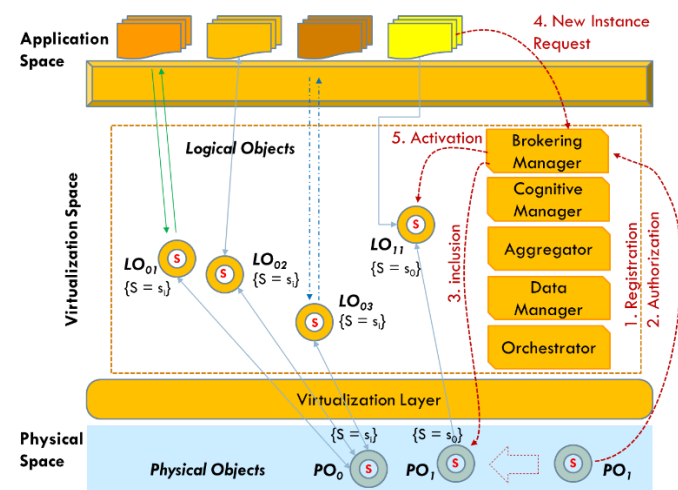 Application
Space
4. New Instance
Request
Logical Objects
5. Activation
Brokering
Manager
Cognitive
Manager
Aggregator
Data
Manager
Orchestrator
Virtualization Space
LO01
{S = si}
S
LO02
{S = si}
S
LO03
{S = si}
S
LO11
{S = s0}
S
3. inclusion
1. Registration
2. Authorization
Virtualization Layer
Physical
Space
Physical Objects
{S = si}
PO0
S
{S = s0}
PO1
S
S
PO1